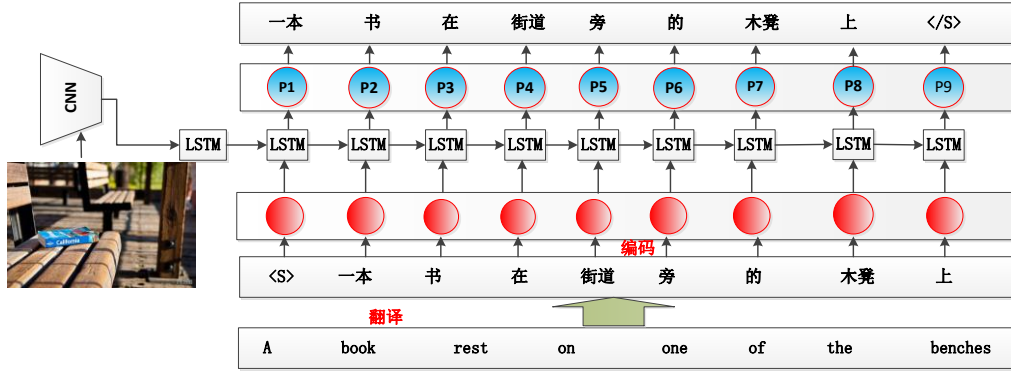 一本 书 在 街道 旁 的 木凳 上 </S>
CNN
P1 P2 P3 P4 P5 P6 P7 P8 P9
LSTM LSTM LSTM LSTM LSTM LSTM LSTM LSTM LSTM LSTM
California
编码
<S> 一本 书 在 街道 旁 的 木凳 上
翻译
A book rest on one of the benches